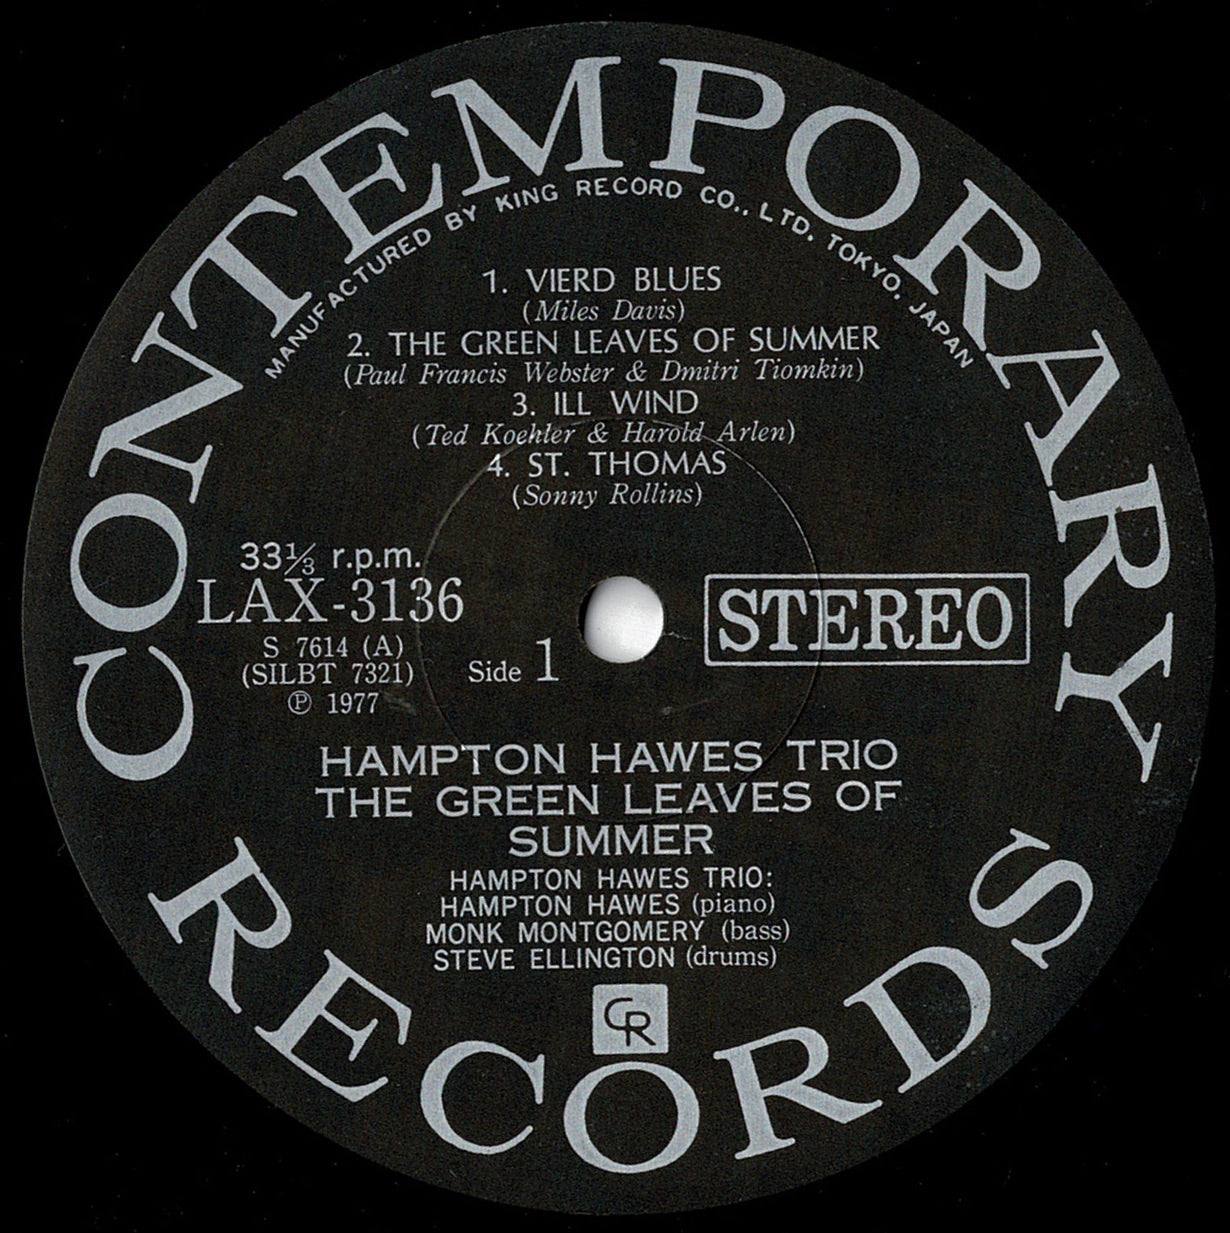 CONTEMPORARY
MANUFACTURED BY KING RECORD CO., LTD. TOKYO. JAPAN
1. VIERD BLUES
(Miles Davis)
2. THE GREEN LEAVES OF SUMMER
(Paul Francis Webster & Dmitri Tiomkin)
3. ILL WIND
(Ted Koehler & Harold Arlen)
4. ST. THOMAS
(Sonny Rollins)
33⅓ r.p.m.
LAX-3136
S 7614 (A)
(SILBT 7321)
Ⓟ 1977
Side 1
STEREO
HAMPTON HAWES TRIO
THE GREEN LEAVES OF
SUMMER
HAMPTON HAWES TRIO:
HAMPTON HAWES (piano)
MONK MONTGOMERY (bass)
STEVE ELLINGTON (drums)
CR
RECORDS